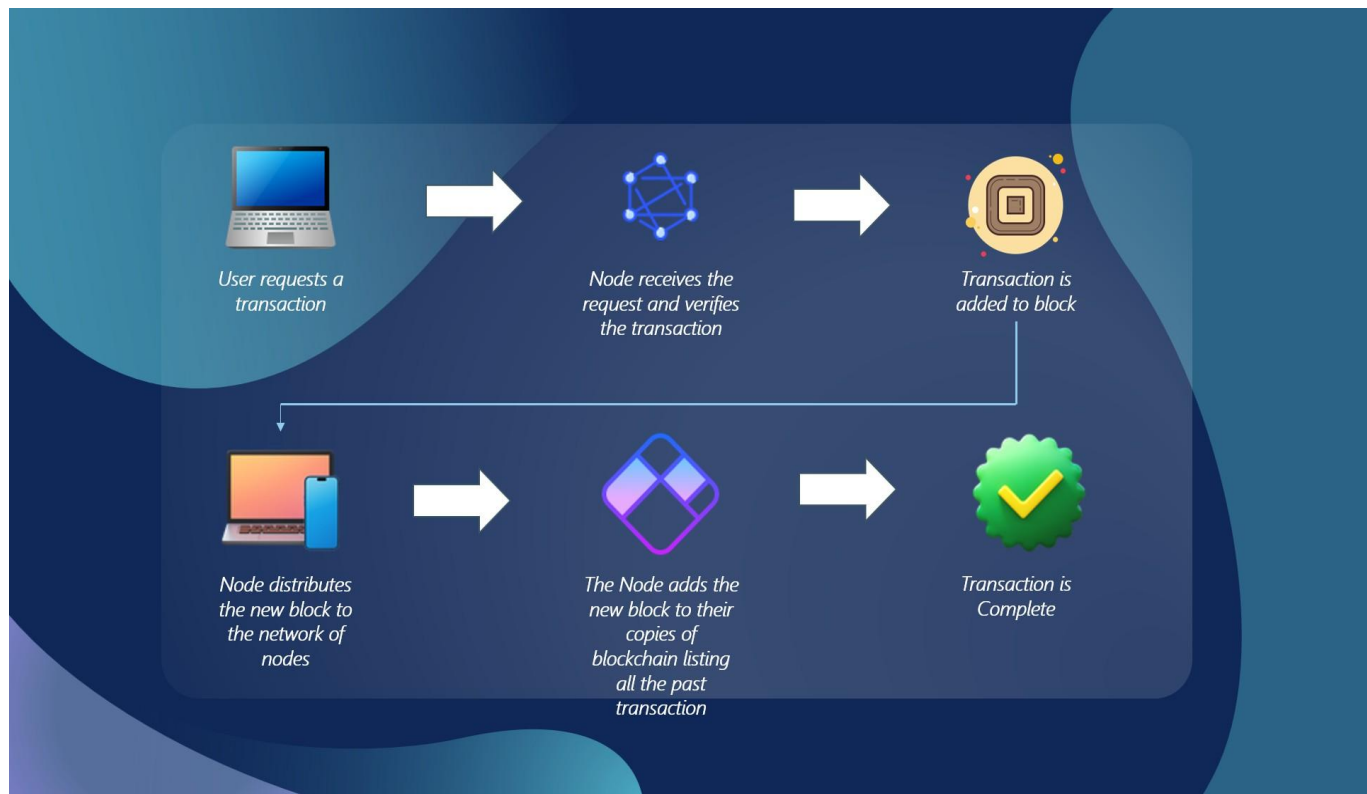 User requests a
transaction
Node receives the
request and verifies
the transaction
Transaction is
added to block
Node distributes
the new block to
the network of
nodes
The Node adds the
new block to their
copies of
blockchain listing
all the past
transaction
Transaction is
Complete